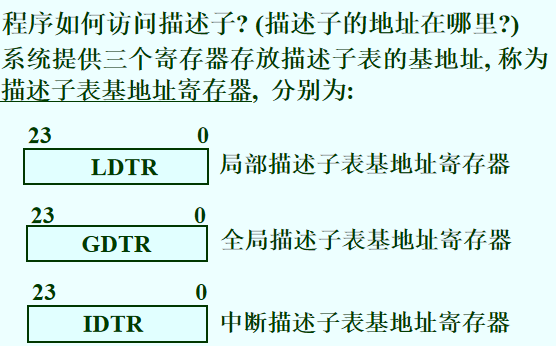 程序如何访问描述子? (描述子的地址在哪里?)
系统提供三个寄存器存放描述子表的基地址, 称为
描述子表基地址寄存器, 分别为:
23 0
LDTR 局部描述子表基地址寄存器
23 0
GDTR 全局描述子表基地址寄存器
23 0
IDTR 中断描述子表基地址寄存器